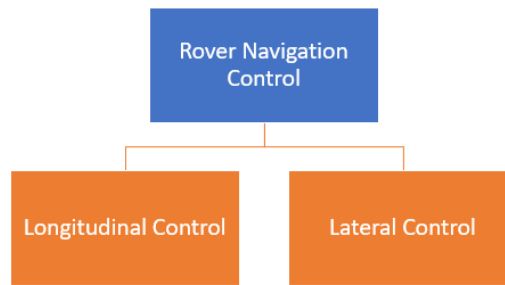 Rover Navigation
Control
Longitudinal Control
Lateral Control